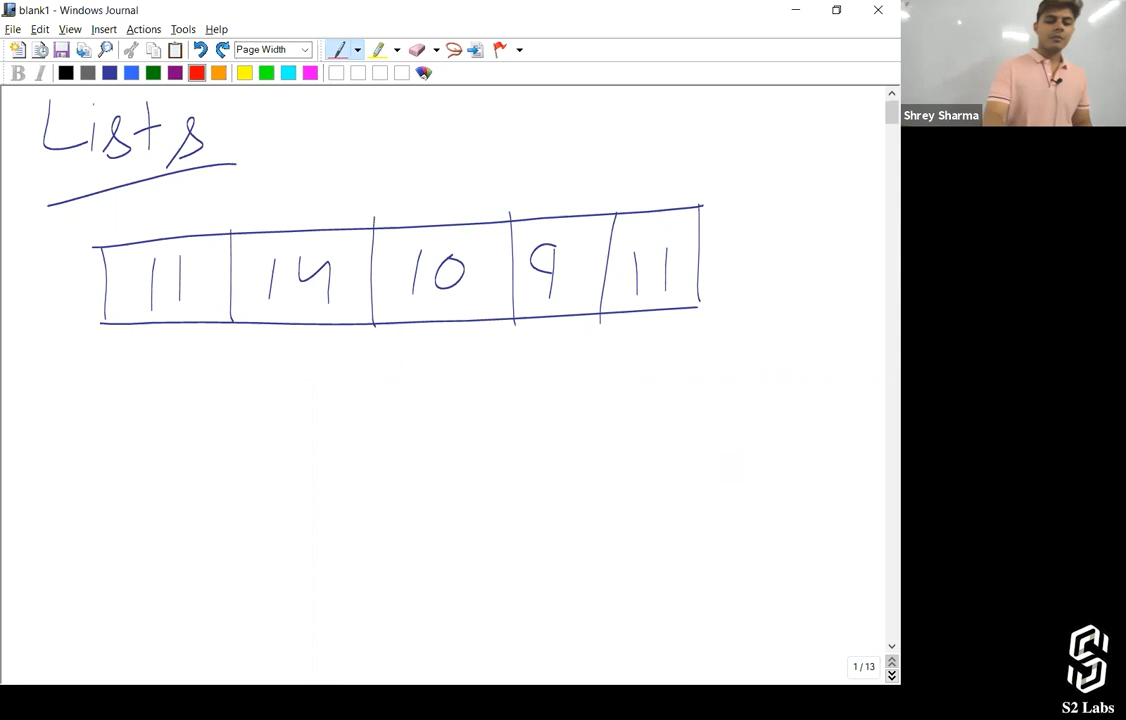 blank1 - Windows Journal
File Edit View Insert Actions Tools Help
Page Width
B I
Shrey Sharma
Lists
11 14 10 9 11
1 / 13
S2 Labs